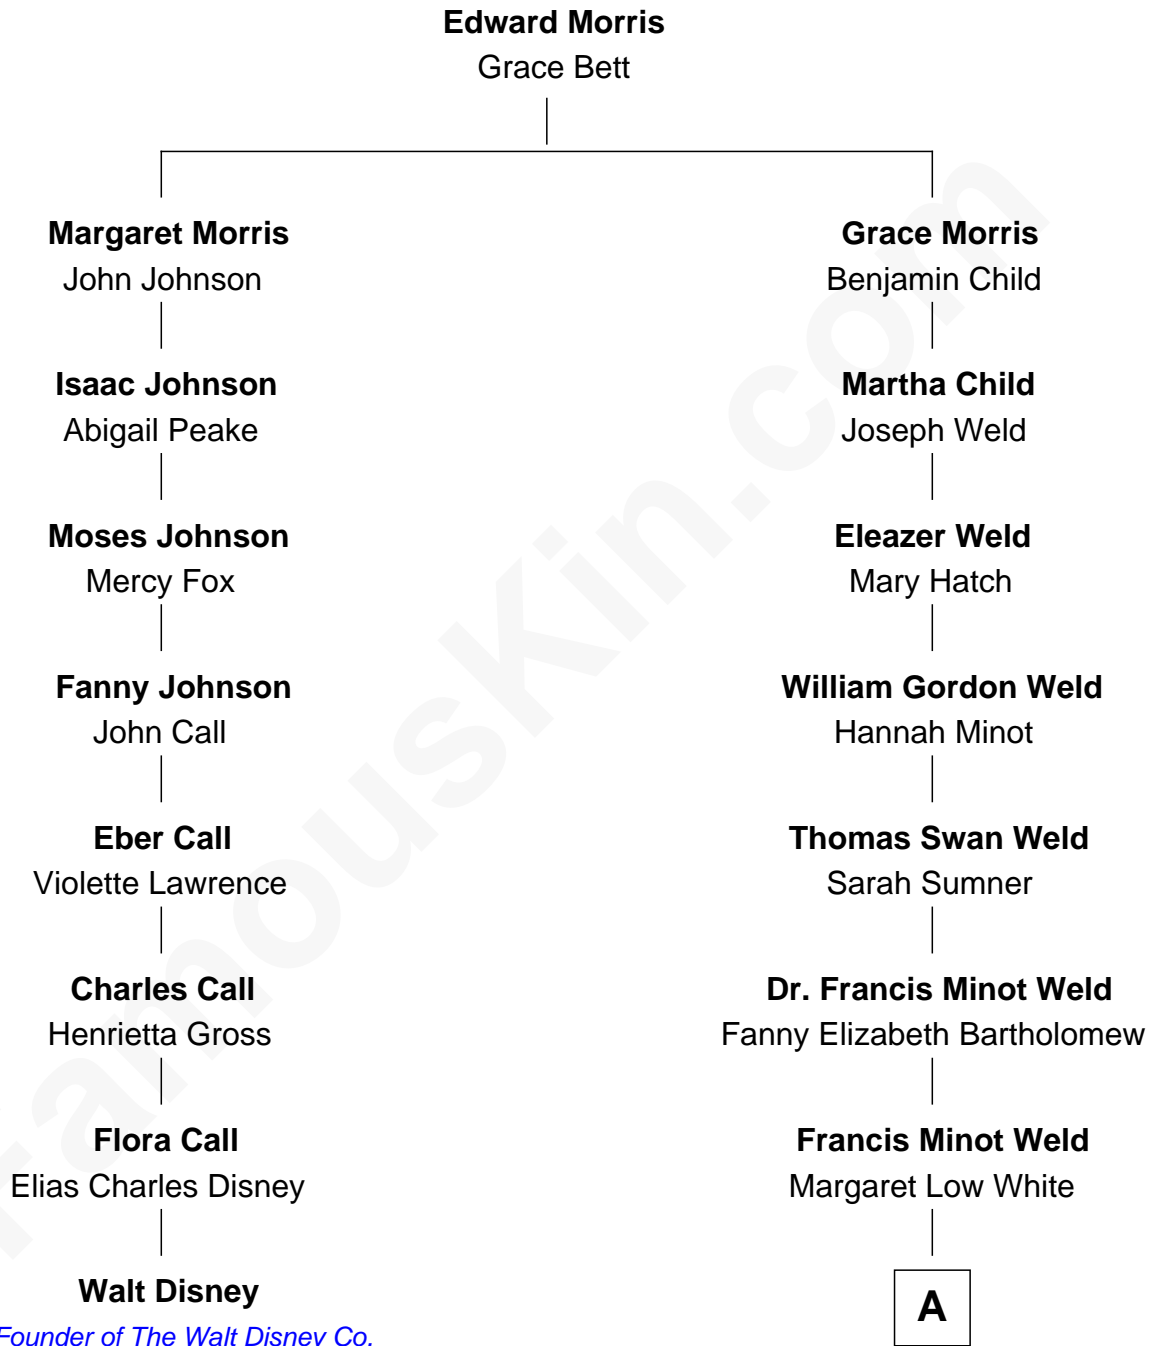 Edward Morris
Grace Bett
Margaret Morris
John Johnson
Grace Morris
Benjamin Child
Isaac Johnson
Abigail Peake
Martha Child
Joseph Weld
Moses Johnson
Mercy Fox
Eleazer Weld
Mary Hatch
Fanny Johnson
John Call
William Gordon Weld
Hannah Minot
Eber Call
Violette Lawrence
Thomas Swan Weld
Sarah Sumner
Charles Call
Henrietta Gross
Dr. Francis Minot Weld
Fanny Elizabeth Bartholomew
Flora Call
Elias Charles Disney
Francis Minot Weld
Margaret Low White
Walt Disney
Founder of The Walt Disney Co.
A
FamousKin.com